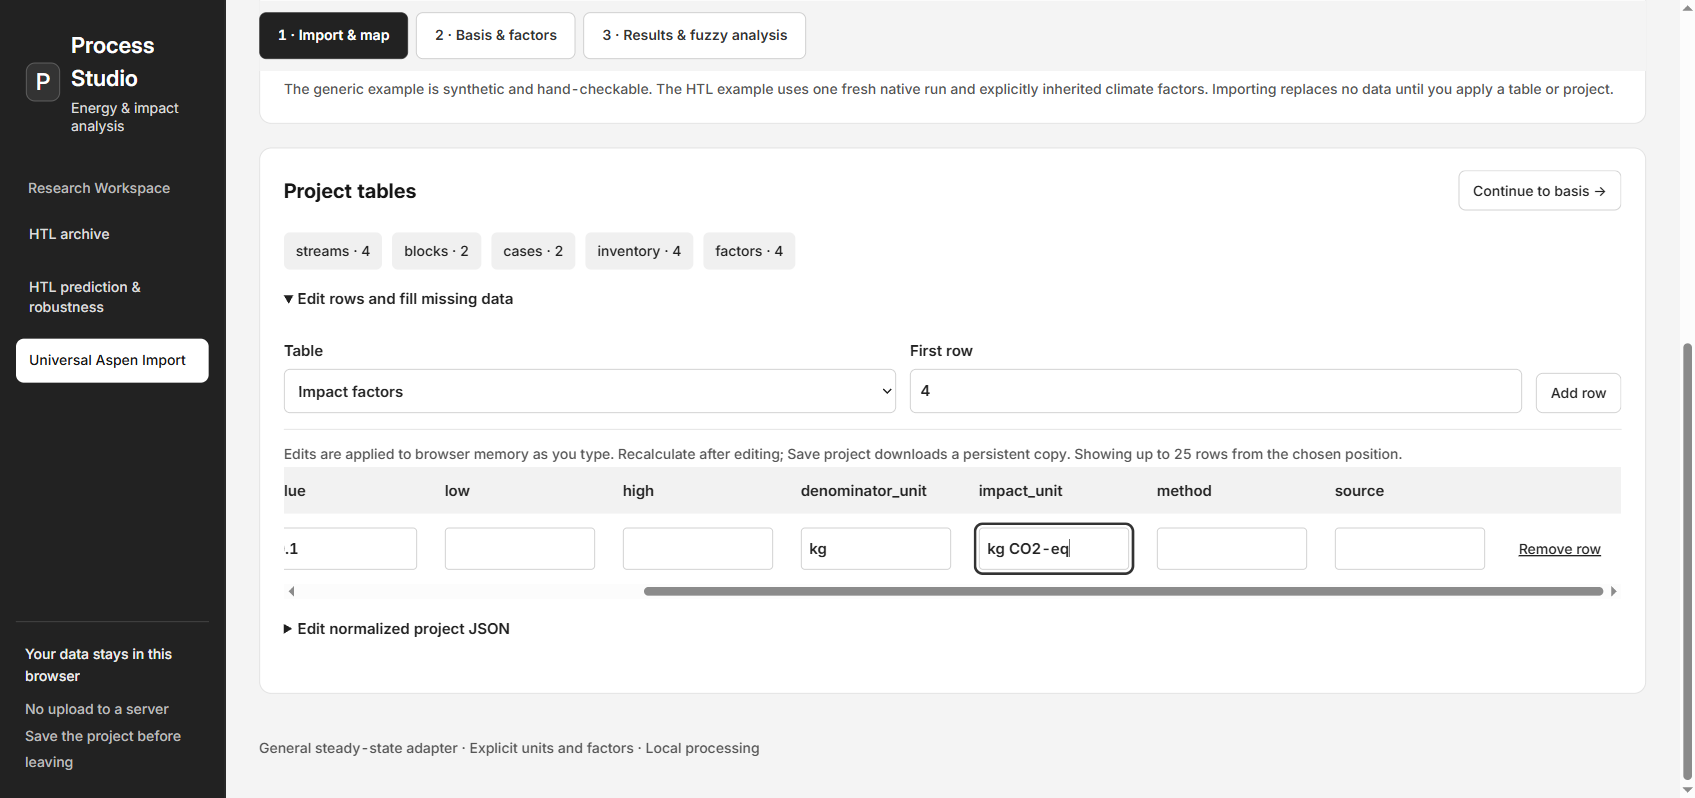 P
Process
Studio
Energy & impact
analysis
Research Workspace
HTL archive
HTL prediction &
robustness
Universal Aspen Import
Your data stays in this
browser
No upload to a server
Save the project before
leaving
1 · Import & map
2 · Basis & factors
3 · Results & fuzzy analysis
The generic example is synthetic and hand-checkable. The HTL example uses one fresh native run and explicitly inherited climate factors. Importing replaces no data until you apply a table or project.
Project tables
Continue to basis →
streams · 4
blocks · 2
cases · 2
inventory · 4
factors · 4
▼ Edit rows and fill missing data
Table
First row
Impact factors
4
Add row
Edits are applied to browser memory as you type. Recalculate after editing; Save project downloads a persistent copy. Showing up to 25 rows from the chosen position.
lue
low
high
denominator_unit
impact_unit
method
source
.1
kg
kg CO2-eq
Remove row
▶ Edit normalized project JSON
General steady-state adapter · Explicit units and factors · Local processing